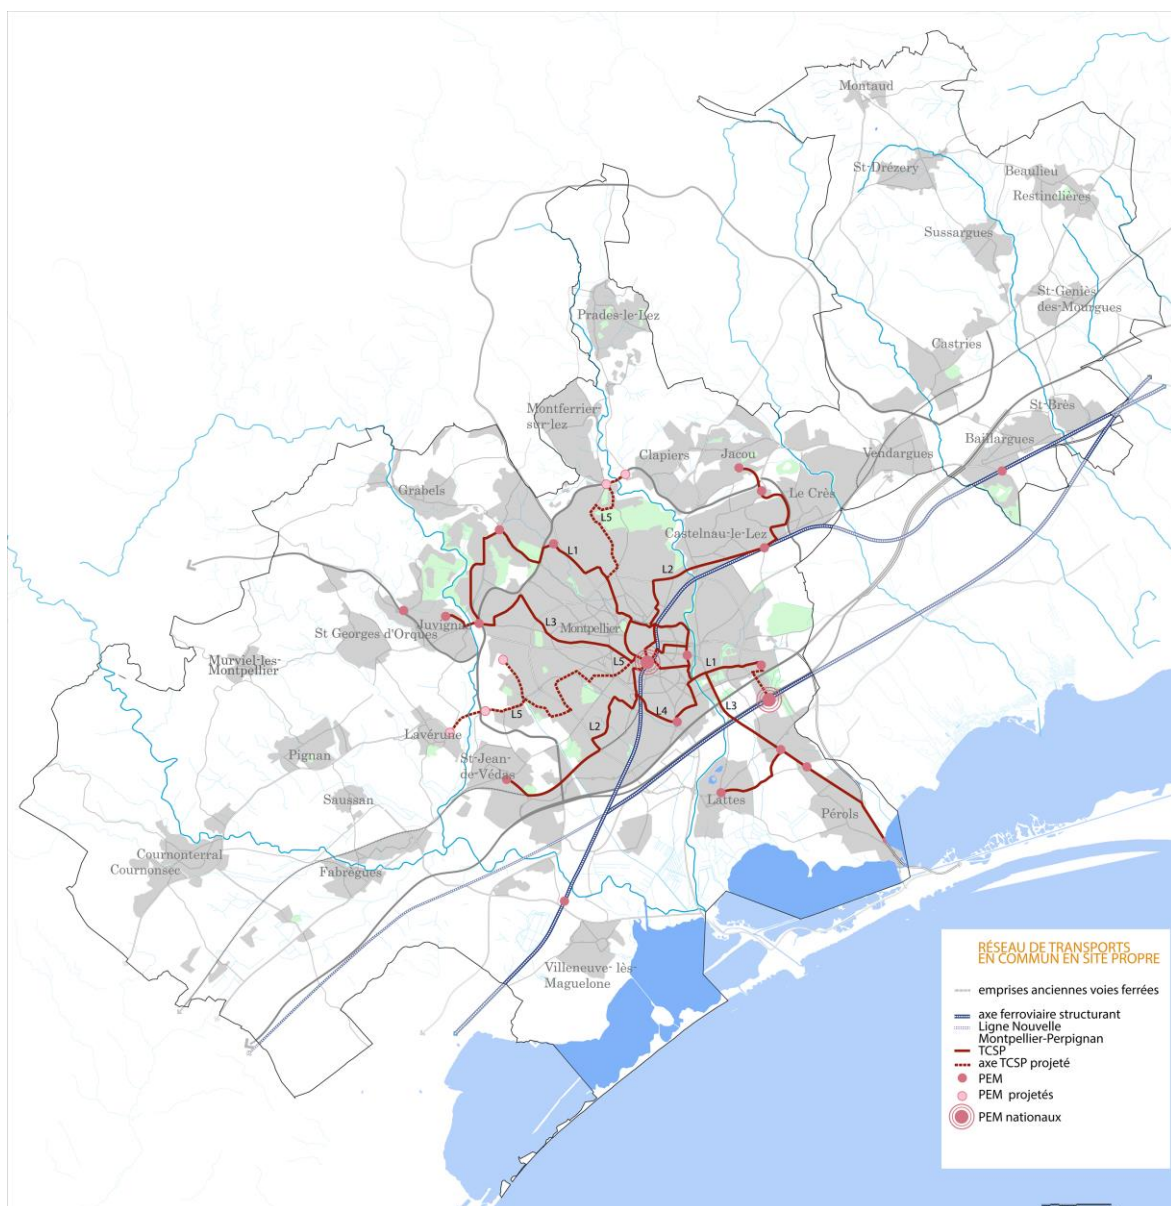 Montaud
St-Drézery
Beaulieu
Restinclières
Sussargues
St-Geniès
des-Mourgues
Prades-le-Lez
Castries
Montferrier-
sur-lez
St-Brès
Baillargues
Clapiers
Jacou
Vendargues
Grabels
Le Crès
L5
Castelnau-le-Lez
L1
L2
St Georges d'Orques
Juvignac
L3
Montpellier
Murviel-les-
Montpellier
L5
L1
L3
L4
L5
L2
Lavérune
Pignan
St-Jean-
de-Védas
Saussan
Lattes
Pérols
Cournonterral
Cournonsec
Fabrègues
Villeneuve-lès-
Maguelone
RÉSEAU DE TRANSPORTS
EN COMMUN EN SITE PROPRE
emprises anciennes voies ferrées
axe ferroviaire structurant
Ligne Nouvelle
Montpellier-Perpignan
TCSP
axe TCSP projeté
PEM
PEM projetés
PEM nationaux